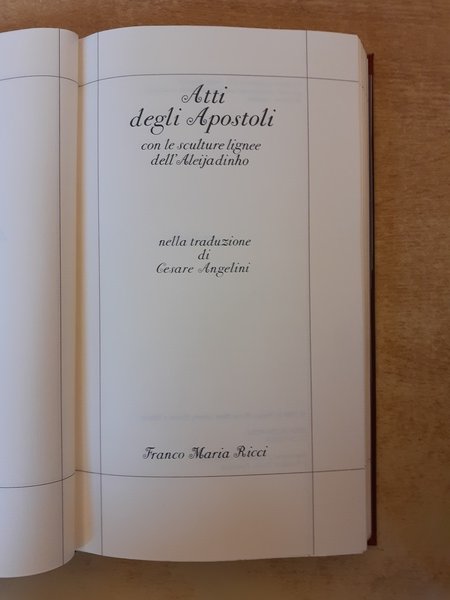 Atti
degli Apostoli
con le sculture lignee
dell'Aleijadinho
nella traduzione
di
Cesare Angelini
Franco Maria Ricci